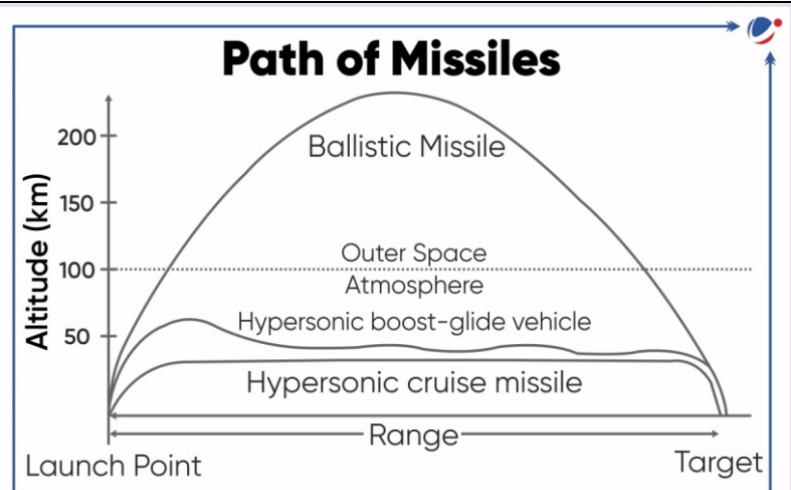 Path of Missiles
Altitude (km)
200
150
100
50
Ballistic Missile
Outer Space
Atmosphere
Hypersonic boost-glide vehicle
Hypersonic cruise missile
Range
Launch Point
Target